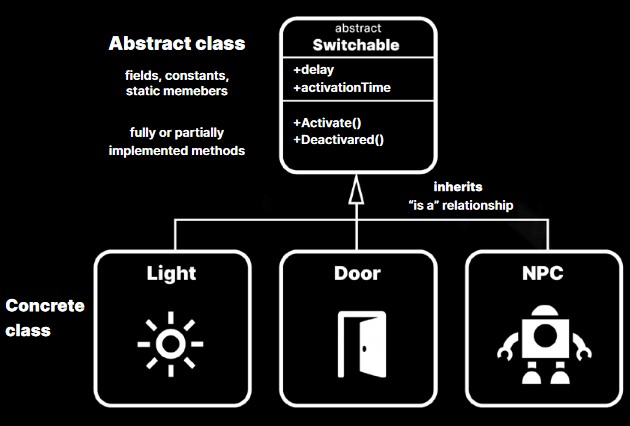 abstract
Switchable
Abstract class
fields, constants,
static memebers
+delay
+activationTime
fully or partially
implemented methods
+Activate()
+Deactivared()
inherits
“is a” relationship
Concrete
class
Light
Door
NPC